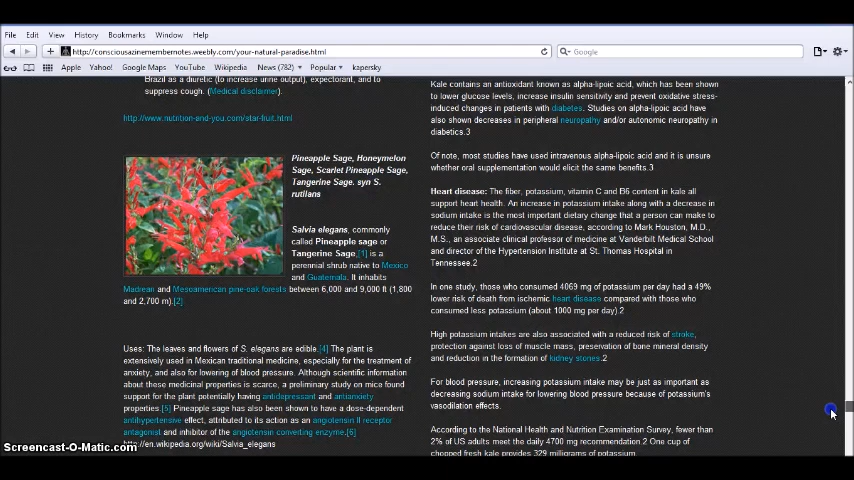 File Edit View History Bookmarks Window Help
http://consciousazinemembernotes.weebly.com/your-natural-paradise.html
Google
Apple Yahoo! Google Maps YouTube Wikipedia News (782) Popular kapersky
Brazil as a diuretic (to increase urine output), expectorant, and to
suppress cough. (Medical disclaimer).
http://www.nutrition-and-you.com/star-fruit.html
Pineapple Sage, Honeymelon
Sage, Scarlet Pineapple Sage,
Tangerine Sage. syn S.
rutilans
Salvia elegans, commonly
called Pineapple sage or
Tangerine Sage,[1] is a
perennial shrub native to Mexico
and Guatemala. It inhabits
Madrean and Mesoamerican pine-oak forests between 6,000 and 9,000 ft (1,800
and 2,700 m).[2]
Uses: The leaves and flowers of S. elegans are edible.[4] The plant is
extensively used in Mexican traditional medicine, especially for the treatment of
anxiety, and also for lowering of blood pressure. Although scientific information
about these medicinal properties is scarce, a preliminary study on mice found
support for the plant potentially having antidepressant and antianxiety
properties.[5] Pineapple sage has also been shown to have a dose-dependent
antihypertensive effect, attributed to its action as an angiotensin II receptor
antagonist and inhibitor of the angiotensin converting enzyme.[6]
http://en.wikipedia.org/wiki/Salvia_elegans
Kale contains an antioxidant known as alpha-lipoic acid, which has been shown
to lower glucose levels, increase insulin sensitivity and prevent oxidative stress-
induced changes in patients with diabetes. Studies on alpha-lipoic acid have
also shown decreases in peripheral neuropathy and/or autonomic neuropathy in
diabetics.3
Of note, most studies have used intravenous alpha-lipoic acid and it is unsure
whether oral supplementation would elicit the same benefits.3
Heart disease: The fiber, potassium, vitamin C and B6 content in kale all
support heart health. An increase in potassium intake along with a decrease in
sodium intake is the most important dietary change that a person can make to
reduce their risk of cardiovascular disease, according to Mark Houston, M.D.,
M.S., an associate clinical professor of medicine at Vanderbilt Medical School
and director of the Hypertension Institute at St. Thomas Hospital in
Tennessee.2
In one study, those who consumed 4069 mg of potassium per day had a 49%
lower risk of death from ischemic heart disease compared with those who
consumed less potassium (about 1000 mg per day).2
High potassium intakes are also associated with a reduced risk of stroke,
protection against loss of muscle mass, preservation of bone mineral density
and reduction in the formation of kidney stones.2
For blood pressure, increasing potassium intake may be just as important as
decreasing sodium intake for lowering blood pressure because of potassium's
vasodilation effects.
According to the National Health and Nutrition Examination Survey, fewer than
2% of US adults meet the daily 4700 mg recommendation.2 One cup of
chopped fresh kale provides 329 milligrams of potassium.
Screencast-O-Matic.com